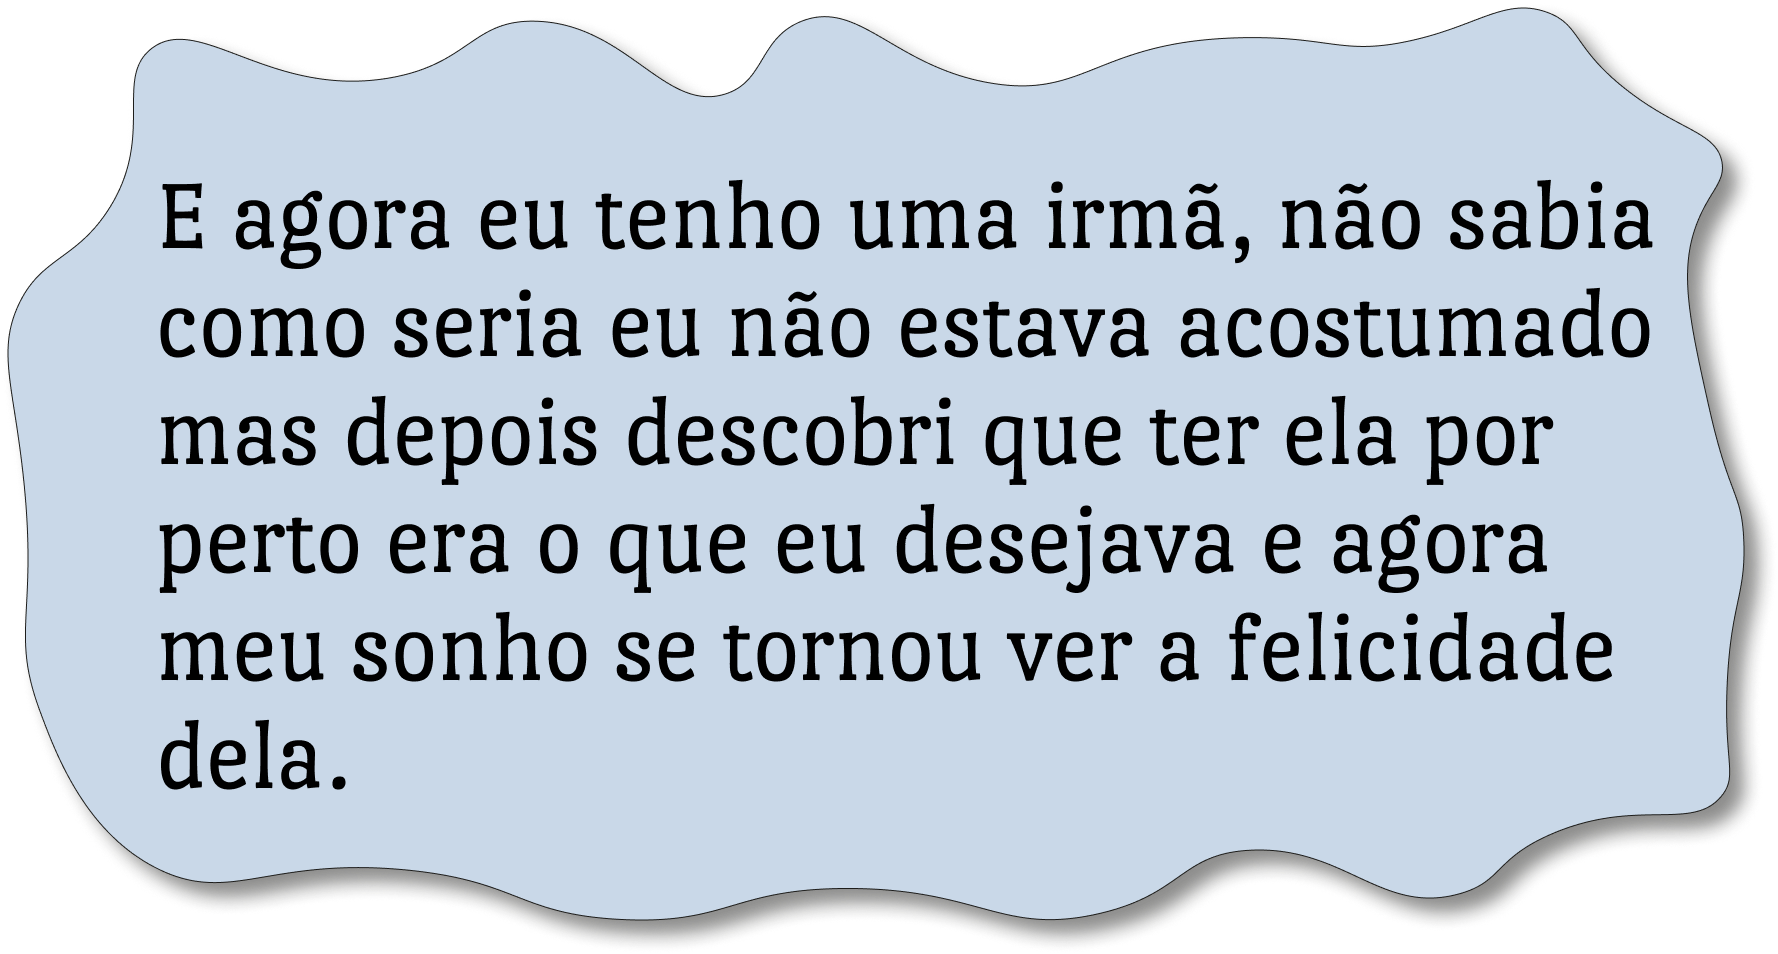 E agora eu tenho uma irmã, não sabia
como seria eu não estava acostumado
mas depois descobri que ter ela por
perto era o que eu desejava e agora
meu sonho se tornou ver a felicidade
dela.